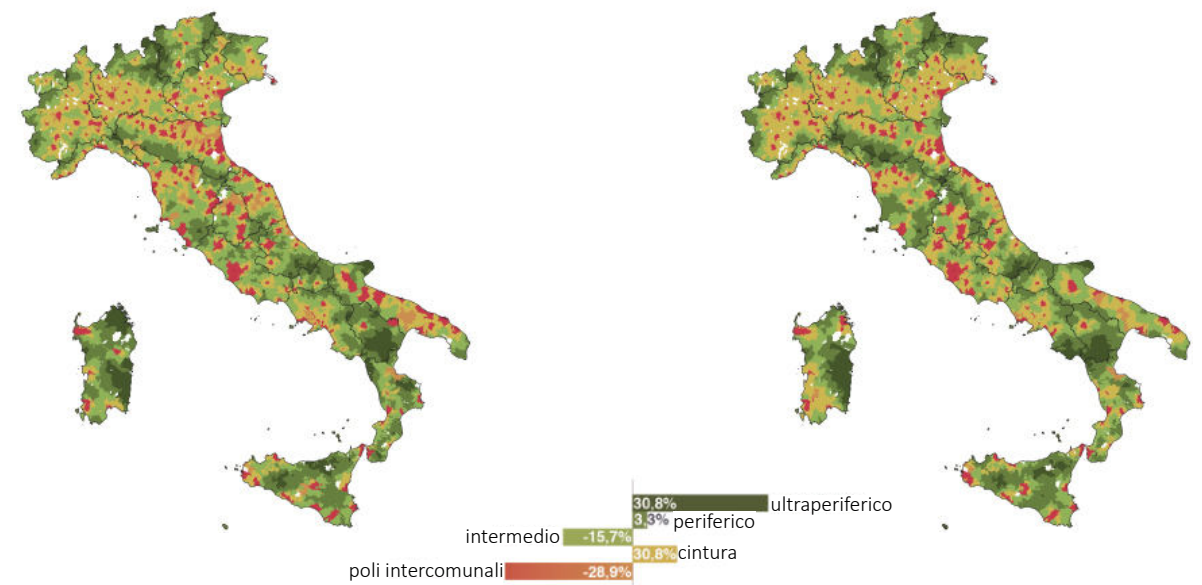 30,8% ultraperiferico
3,3% periferico
intermedio -15,7%
30,8% cintura
poli intercomunali -28,9%